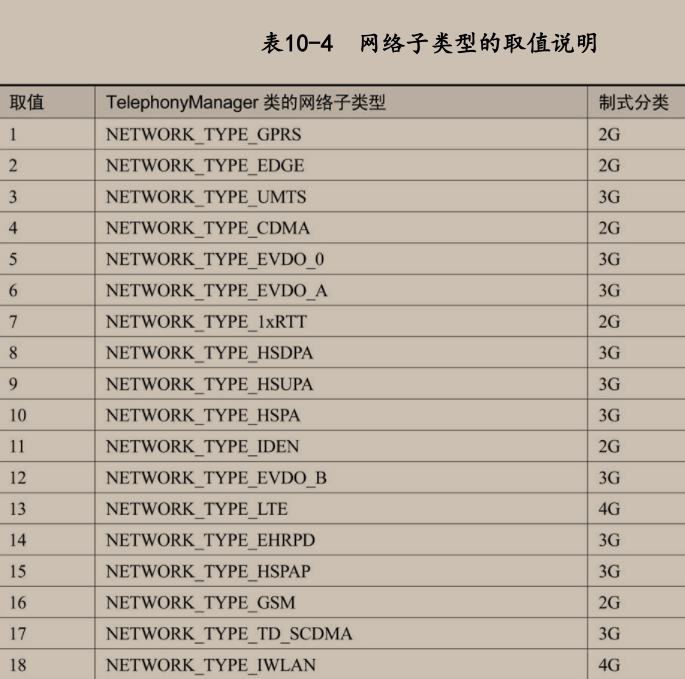 表10-4 网络子类型的取值说明
取值 TelephonyManager 类的网络子类型 制式分类
1 NETWORK_TYPE_GPRS 2G
2 NETWORK_TYPE_EDGE 2G
3 NETWORK_TYPE_UMTS 3G
4 NETWORK_TYPE_CDMA 2G
5 NETWORK_TYPE_EVDO_0 3G
6 NETWORK_TYPE_EVDO_A 3G
7 NETWORK_TYPE_1xRTT 2G
8 NETWORK_TYPE_HSDPA 3G
9 NETWORK_TYPE_HSUPA 3G
10 NETWORK_TYPE_HSPA 3G
11 NETWORK_TYPE_IDEN 2G
12 NETWORK_TYPE_EVDO_B 3G
13 NETWORK_TYPE_LTE 4G
14 NETWORK_TYPE_EHRPD 3G
15 NETWORK_TYPE_HSPAP 3G
16 NETWORK_TYPE_GSM 2G
17 NETWORK_TYPE_TD_SCDMA 3G
18 NETWORK_TYPE_IWLAN 4G